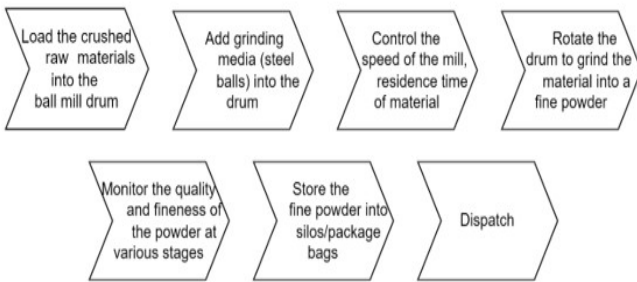 Load the crushed
raw materials
into the
ball mill drum
Add grinding
media (steel
balls) into the
drum
Control the
speed of the mill,
residence time
of material
Rotate the
drum to grind the
material into a
fine powder
Monitor the quality
and fineness of
the powder at
various stages
Store the
fine powder into
silos/package
bags
Dispatch